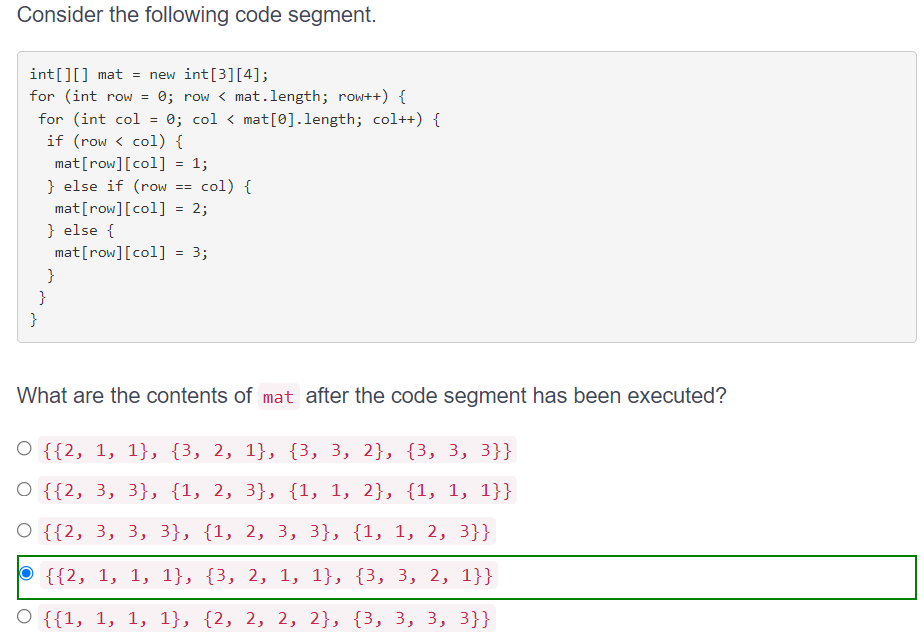 Consider the following code segment.
int[][] mat = new int[3][4];
for (int row = 0; row < mat.length; row++) {
for (int col = 0; col < mat[0].length; col++) {
if (row < col) {
mat[row][col] = 1;
} else if (row == col) {
mat[row][col] = 2;
} else {
mat[row][col] = 3;
}
}
}
What are the contents of mat after the code segment has been executed?
{{2, 1, 1}, {3, 2, 1}, {3, 3, 2}, {3, 3, 3}}
{{2, 3, 3}, {1, 2, 3}, {1, 1, 2}, {1, 1, 1}}
{{2, 3, 3, 3}, {1, 2, 3, 3}, {1, 1, 2, 3}}
{{2, 1, 1, 1}, {3, 2, 1, 1}, {3, 3, 2, 1}}
{{1, 1, 1, 1}, {2, 2, 2, 2}, {3, 3, 3, 3}}